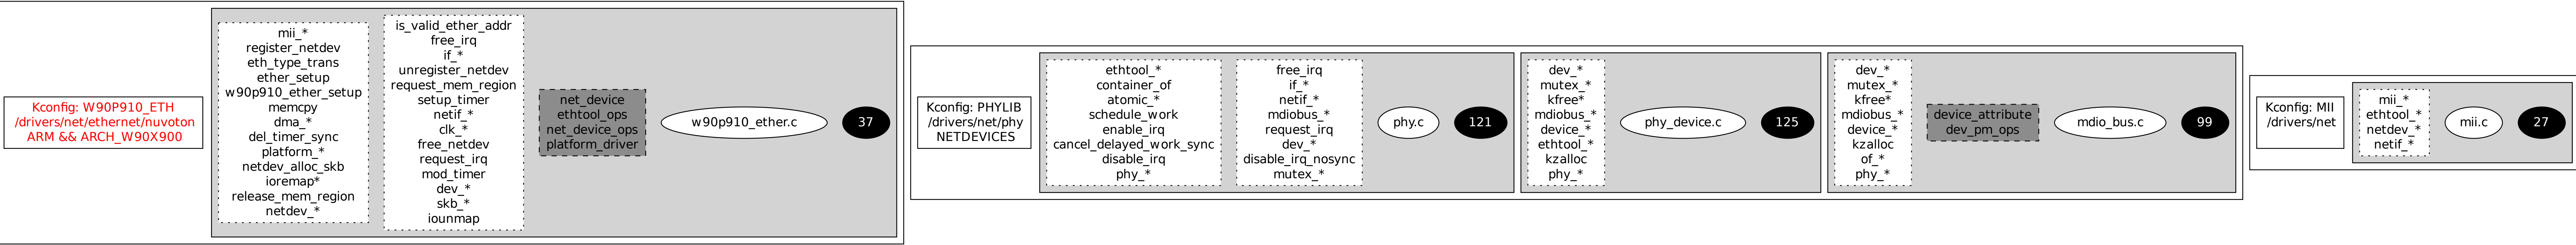 Kconfig: W90P910_ETH
/drivers/net/ethernet/nuvoton
ARM && ARCH_W90X900
mii_*
register_netdev
eth_type_trans
ether_setup
w90p910_ether_setup
memcpy
dma_*
del_timer_sync
platform_*
netdev_alloc_skb
ioremap*
release_mem_region
netdev_*
is_valid_ether_addr
free_irq
if_*
unregister_netdev
request_mem_region
setup_timer
netif_*
clk_*
free_netdev
request_irq
mod_timer
dev_*
skb_*
iounmap
net_device
ethtool_ops
net_device_ops
platform_driver
w90p910_ether.c
37
Kconfig: PHYLIB
/drivers/net/phy
NETDEVICES
ethtool_*
container_of
atomic_*
schedule_work
enable_irq
cancel_delayed_work_sync
disable_irq
phy_*
free_irq
if_*
netif_*
mdiobus_*
request_irq
dev_*
disable_irq_nosync
mutex_*
phy.c
121
dev_*
mutex_*
kfree*
mdiobus_*
device_*
ethtool_*
kzalloc
phy_*
phy_device.c
125
dev_*
mutex_*
kfree*
mdiobus_*
device_*
kzalloc
of_*
phy_*
device_attribute
dev_pm_ops
mdio_bus.c
99
Kconfig: MII
/drivers/net
mii_*
ethtool_*
netdev_*
netif_*
mii.c
27